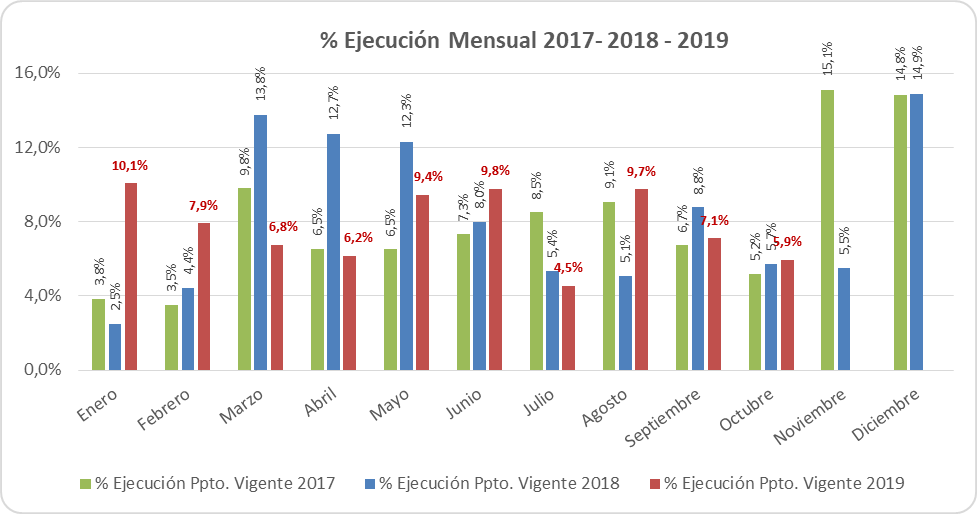 % Ejecución Mensual 2017- 2018 - 2019
16,0%
12,0%
8,0%
4,0%
0,0%
3,8%
2,5%
10,1%
3,5%
4,4%
7,9%
9,8%
13,8%
6,8%
6,5%
12,7%
6,2%
6,5%
12,3%
9,4%
7,3%
8,0%
9,8%
8,5%
5,4%
4,5%
9,1%
5,1%
9,7%
6,7%
8,8%
7,1%
5,2%
5,7%
5,9%
15,1%
5,5%
14,8%
14,9%
Enero
Febrero
Marzo
Abril
Mayo
Junio
Julio
Agosto
Septiembre
Octubre
Noviembre
Diciembre
% Ejecución Ppto. Vigente 2017
% Ejecución Ppto. Vigente 2018
% Ejecución Ppto. Vigente 2019